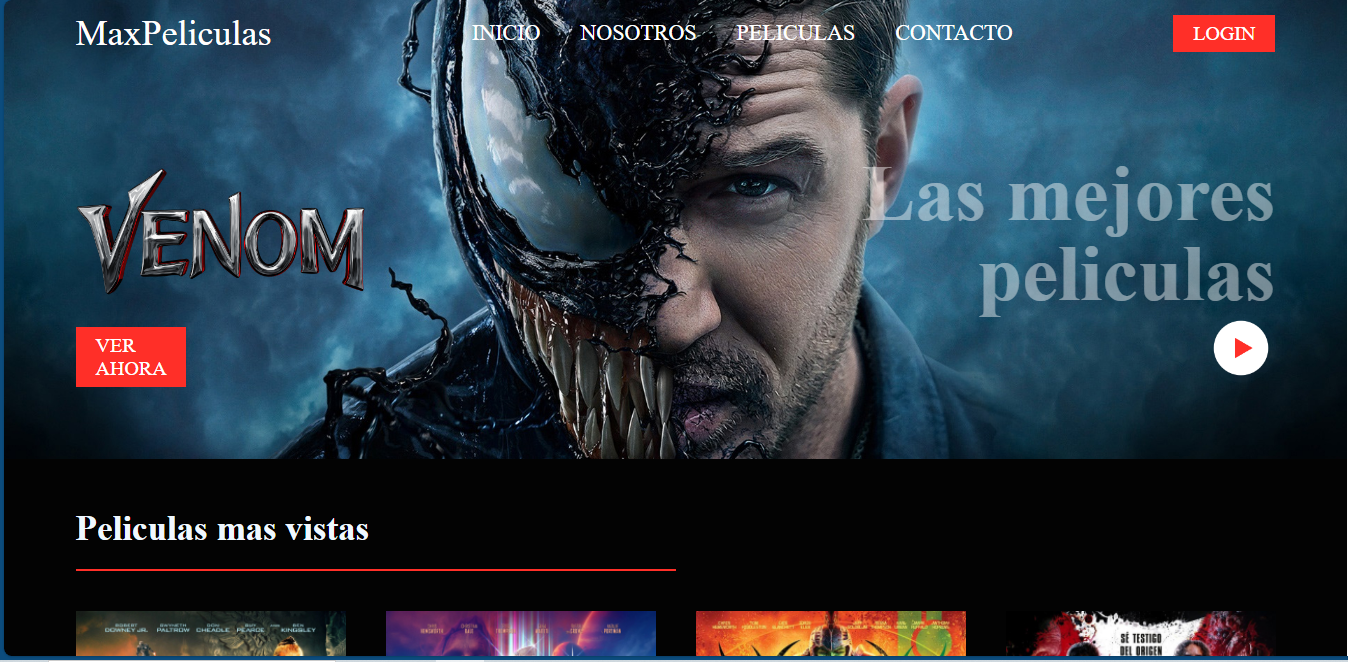 MaxPeliculas
INICIO
NOSOTROS
PELICULAS
CONTACTO
LOGIN
VENOM
Las mejores
peliculas
VER
AHORA
Peliculas mas vistas
ROBERT DOWNEY JR.
GWYNETH PALTROW
DON CHEADLE
GUY PEARCE
BEN KINGSLEY
SÉ TESTIGO
DEL ORIGEN